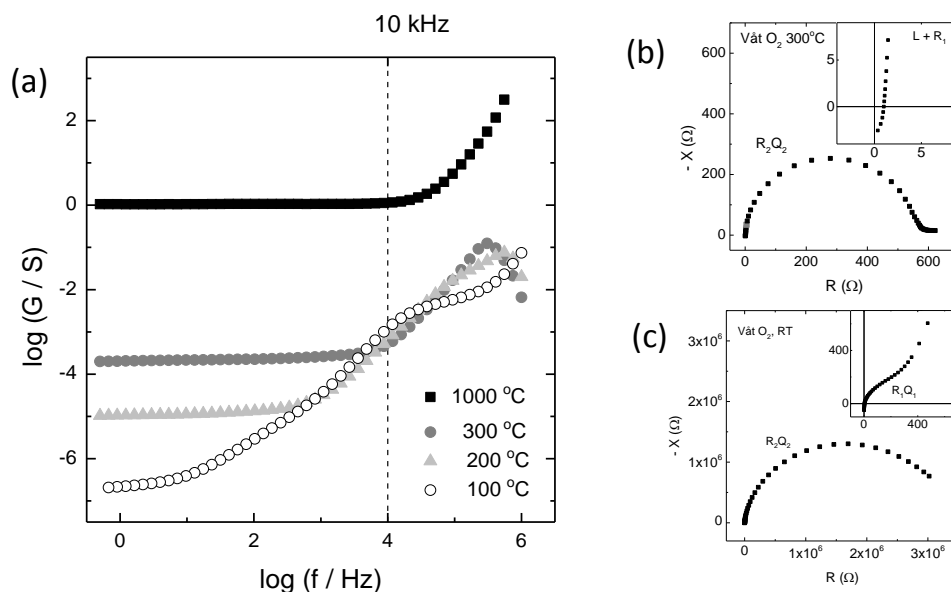 10 kHz
(a)
log (G / S)
2
0
-2
-4
-6
1000 °C
300 °C
200 °C
100 °C
0
2
4
6
log (f / Hz)
(b)
- X (Ω)
600
400
200
0
Våt O₂ 300°C
R₂Q₂
L + R₁
5
0
0
5
0
200
400
600
R (Ω)
(c)
- X (Ω)
3x10⁶
2x10⁶
1x10⁶
0
Våt O₂, RT
R₂Q₂
400
0
R₁Q₁
0
400
0
1x10⁶
2x10⁶
3x10⁶
R (Ω)